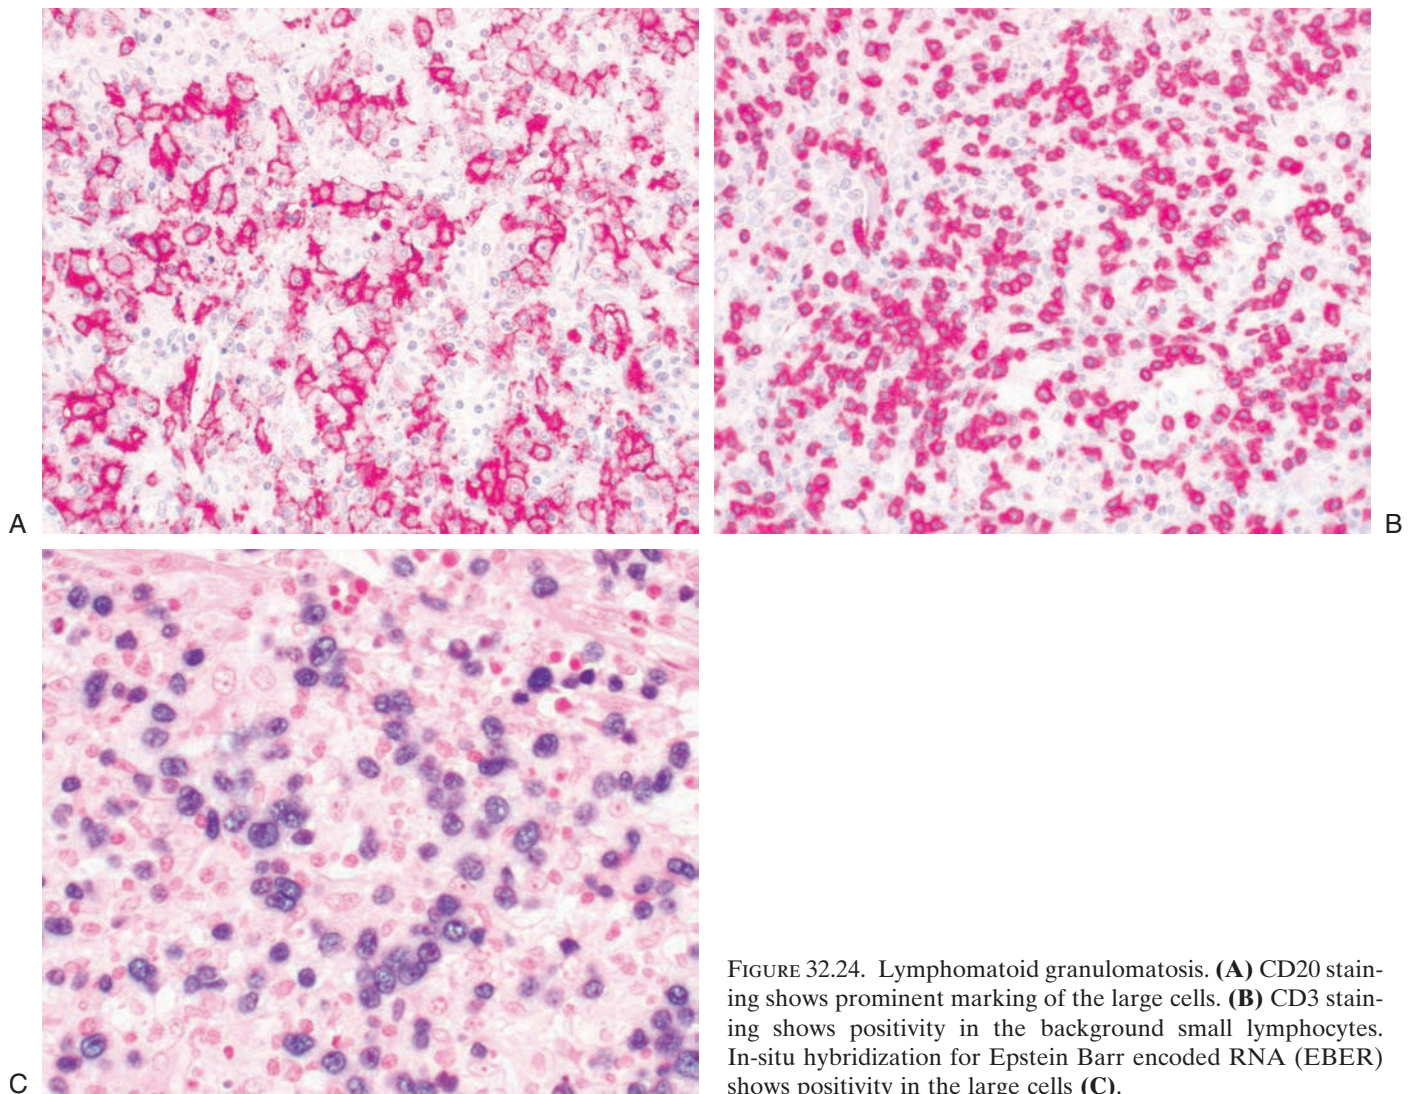 A
B
C
FIGURE 32.24. Lymphomatoid granulomatosis. (A) CD20 stain-
ing shows prominent marking of the large cells. (B) CD3 stain-
ing shows positivity in the background small lymphocytes.
In-situ hybridization for Epstein Barr encoded RNA (EBER)
shows positivity in the large cells (C).